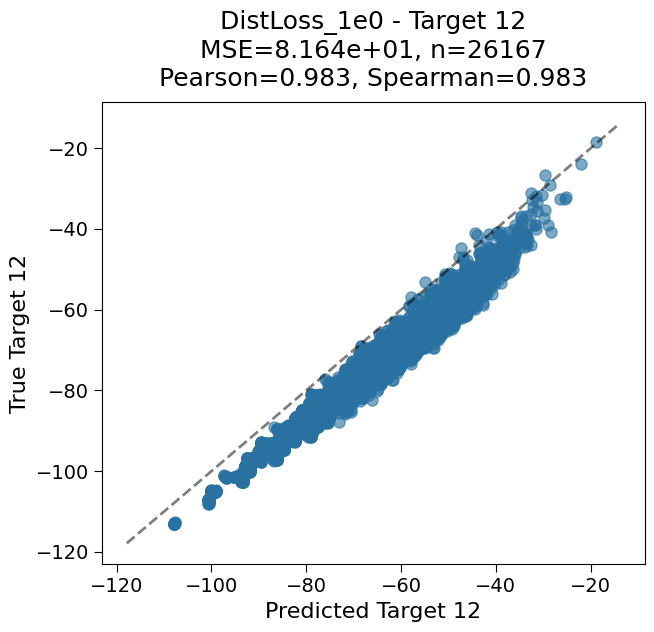 DistLoss_1e0 - Target 12
MSE=8.164e+01, n=26167
Pearson=0.983, Spearman=0.983
−20
−40
−60
−80
−100
−120
True Target 12
−120
−100
−80
−60
−40
−20
Predicted Target 12